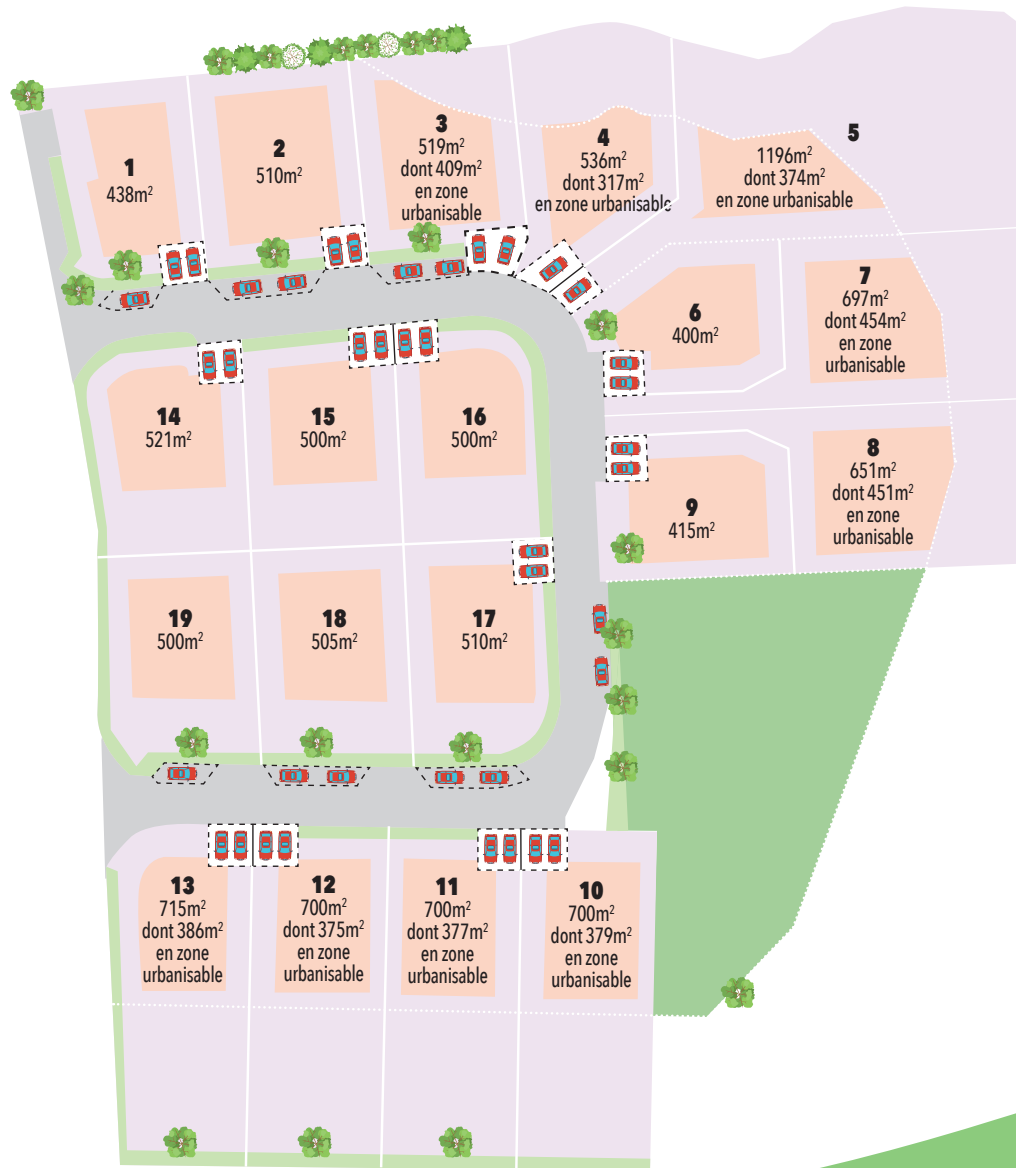 1
438m²
2
510m²
3
519m²
dont 409m²
en zone
urbanisable
4
536m²
dont 317m²
en zone urbanisable
5
1196m²
dont 374m²
en zone urbanisable
6
400m²
7
697m²
dont 454m²
en zone
urbanisable
14
521m²
15
500m²
16
500m²
8
651m²
dont 451m²
en zone
urbanisable
9
415m²
19
500m²
18
505m²
17
510m²
13
715m²
dont 386m²
en zone
urbanisable
12
700m²
dont 375m²
en zone
urbanisable
11
700m²
dont 377m²
en zone
urbanisable
10
700m²
dont 379m²
en zone
urbanisable